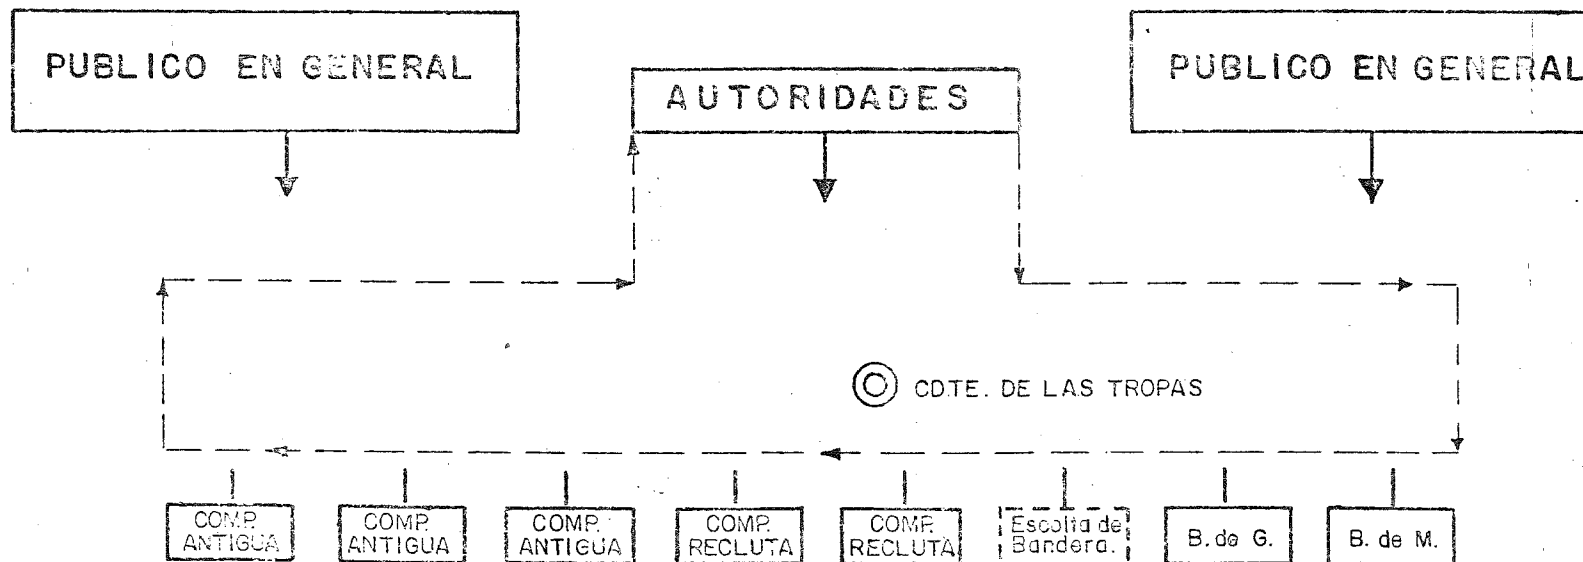 PUBLICO EN GENERAL
AUTORIDADES
PUBLICO EN GENERAL
CDTE. DE LAS TROPAS
COMP.
ANTIGUA
COMP.
ANTIGUA
COMP.
ANTIGUA
COMP.
RECLUTA
COMP.
RECLUTA
Escolta de
Bandera.
B. de G.
B. de M.